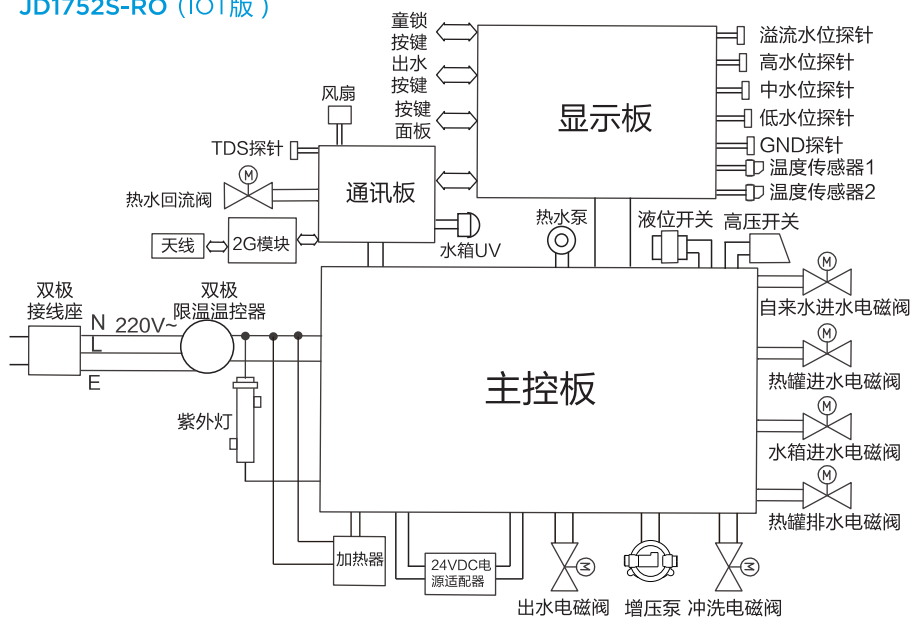 JD1752S-RO（IOT版）
童锁
按键
出水
按键
按键
面板
显示板
溢流水位探针
高水位探针
中水位探针
低水位探针
GND探针
温度传感器1
温度传感器2
风扇
TDS探针
M
热水回流阀
通讯板
天线
2G模块
水箱UV
热水泵
液位开关
高压开关
双极
接线座
N
220V~
L
E
双极
限温温控器
紫外灯
主控板
M
自来水进水电磁阀
M
热罐进水电磁阀
M
水箱进水电磁阀
M
热罐排水电磁阀
加热器
24VDC电
源适配器
M
出水电磁阀
增压泵
M
冲洗电磁阀